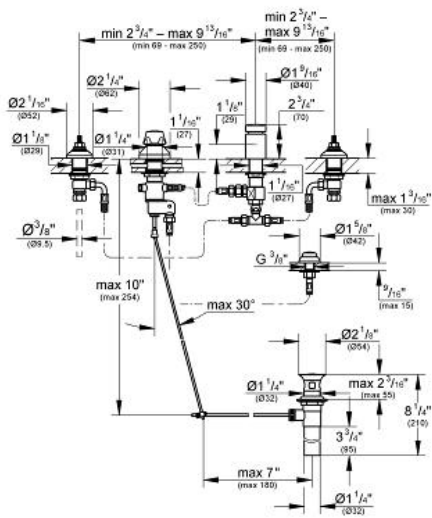 min 2 3/4" – max 9 13/16"
(min 69 - max 250)
min 2 3/4" –
max 9 13/16"
(min 69 - max 250)
Ø2 1/4"
(Ø62)
Ø1 9/16"
(Ø40)
Ø2 1/16"
(Ø52)
1 1/8"
(29)
2 3/4"
(70)
1 1/16"
(27)
Ø1 1/8"
(Ø29)
Ø1 1/4"
(Ø31)
1 1/16"
(Ø27)
max 1 3/16"
(max 30)
Ø3/8"
(Ø9.5)
Ø1 5/8"
(Ø42)
G 3/8"
9/16"
(max 15)
max 10"
(max 254)
max 30°
Ø2 1/8"
(Ø54)
Ø1 1/4"
(Ø32)
max 2 3/16"
(max 55)
8 1/4"
(210)
3 3/4"
(95)
max 7"
(max 180)
Ø1 1/4"
(Ø32)